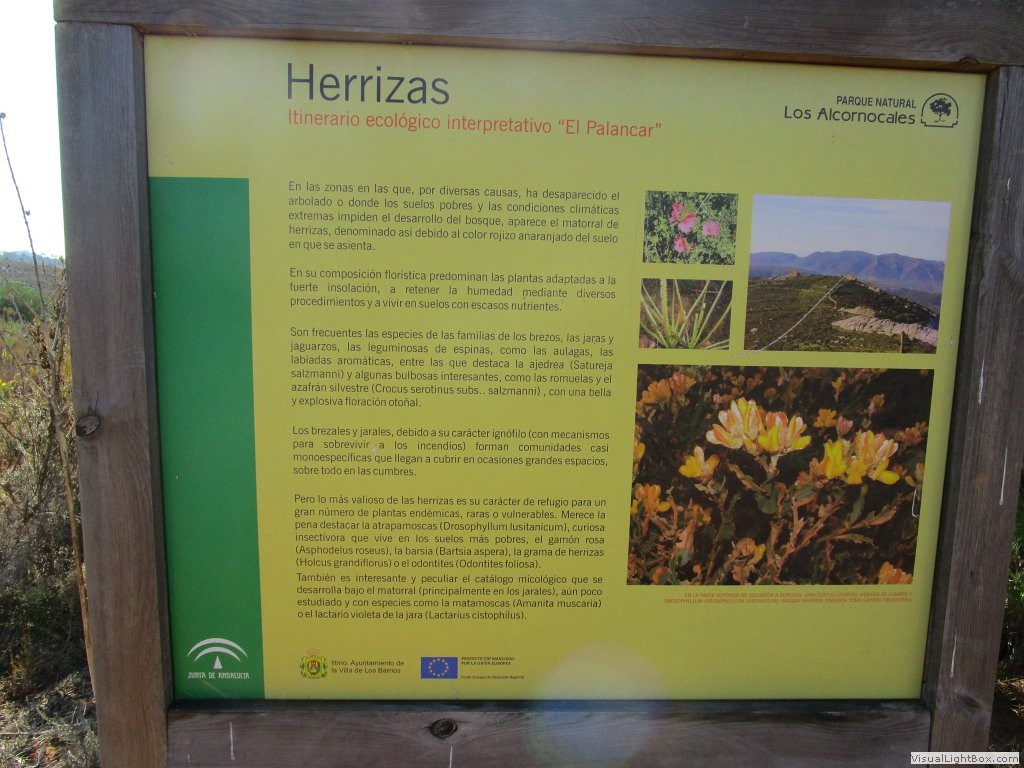 Herrizas
Itinerario ecológico interpretativo “El Palancar”
PARQUE NATURAL
Los Alcornocales
En las zonas en las que, por diversas causas, ha desaparecido el
arbolado o donde los suelos pobres y las condiciones climáticas
extremas impiden el desarrollo del bosque, aparece el matorral de
herrizas, denominado así debido al color rojizo anaranjado del suelo
en que se asienta.
En su composición florística predominan las plantas adaptadas a la
fuerte insolación, a retener la humedad mediante diversos
procedimientos y a vivir en suelos con escasos nutrientes.
Son frecuentes las especies de las familias de los brezos, las jaras y
jaguarzos, las leguminosas de espinas, como las aulagas, las
labiadas aromáticas, entre las que destaca la ajedrea (Satureja
salzmanni) y algunas bulbosas interesantes, como las romuelas y el
azafrán silvestre (Crocus serotinus subs.. salzmanni) , con una bella
y explosiva floración otoñal.
Los brezales y jarales, debido a su carácter ignófilo (con mecanismos
para sobrevivir a los incendios) forman comunidades casi
monoespecíficas que llegan a cubrir en ocasiones grandes espacios,
sobre todo en las cumbres.
Pero lo más valioso de las herrizas es su carácter de refugio para un
gran número de plantas endémicas, raras o vulnerables. Merece la
pena destacar la atrapamoscas (Drosophyllum lusitanicum), curiosa
insectívora que vive en los suelos más pobres, el gamón rosa
(Asphodelus roseus), la barsia (Bartsia aspera), la grama de herrizas
(Holcus grandiflorus) o el odontites (Odontites foliosa).
También es interesante y peculiar el catálogo micológico que se
desarrolla bajo el matorral (principalmente en los jarales), aún poco
estudiado y con especies como la matamoscas (Amanita muscaria)
o el lactario violeta de la jara (Lactarius cistophilus).
JUNTA DE ANDALUCIA
Iltmo. Ayuntamiento de
la Villa de Los Barrios
PROYECTO COFINANCIADO
POR LA UNIÓN EUROPEA
Fondo Europeo de Desarrollo Regional
VisualLightBox.com